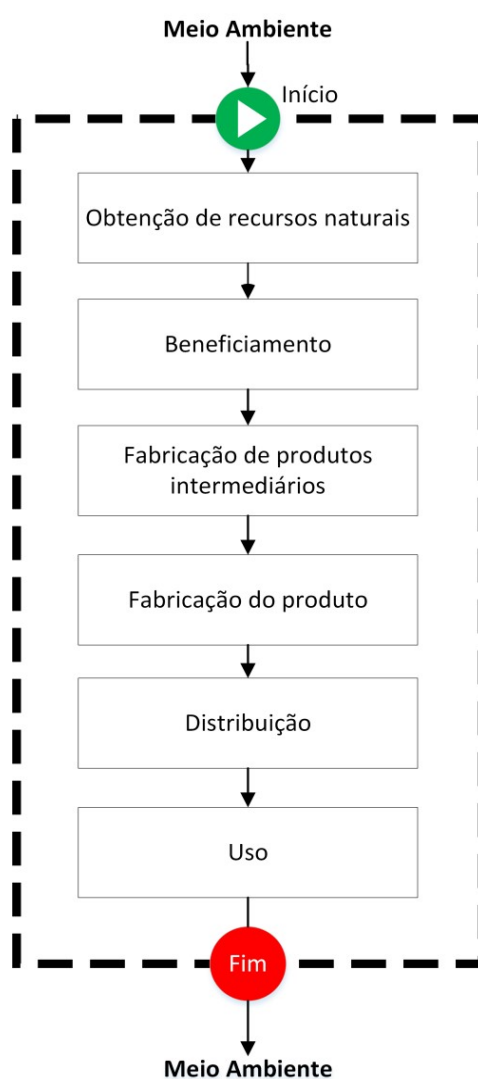 Meio Ambiente
Início
Obtenção de recursos naturais
Beneficiamento
Fabricação de produtos
intermediários
Fabricação do produto
Distribuição
Uso
Fim
Meio Ambiente